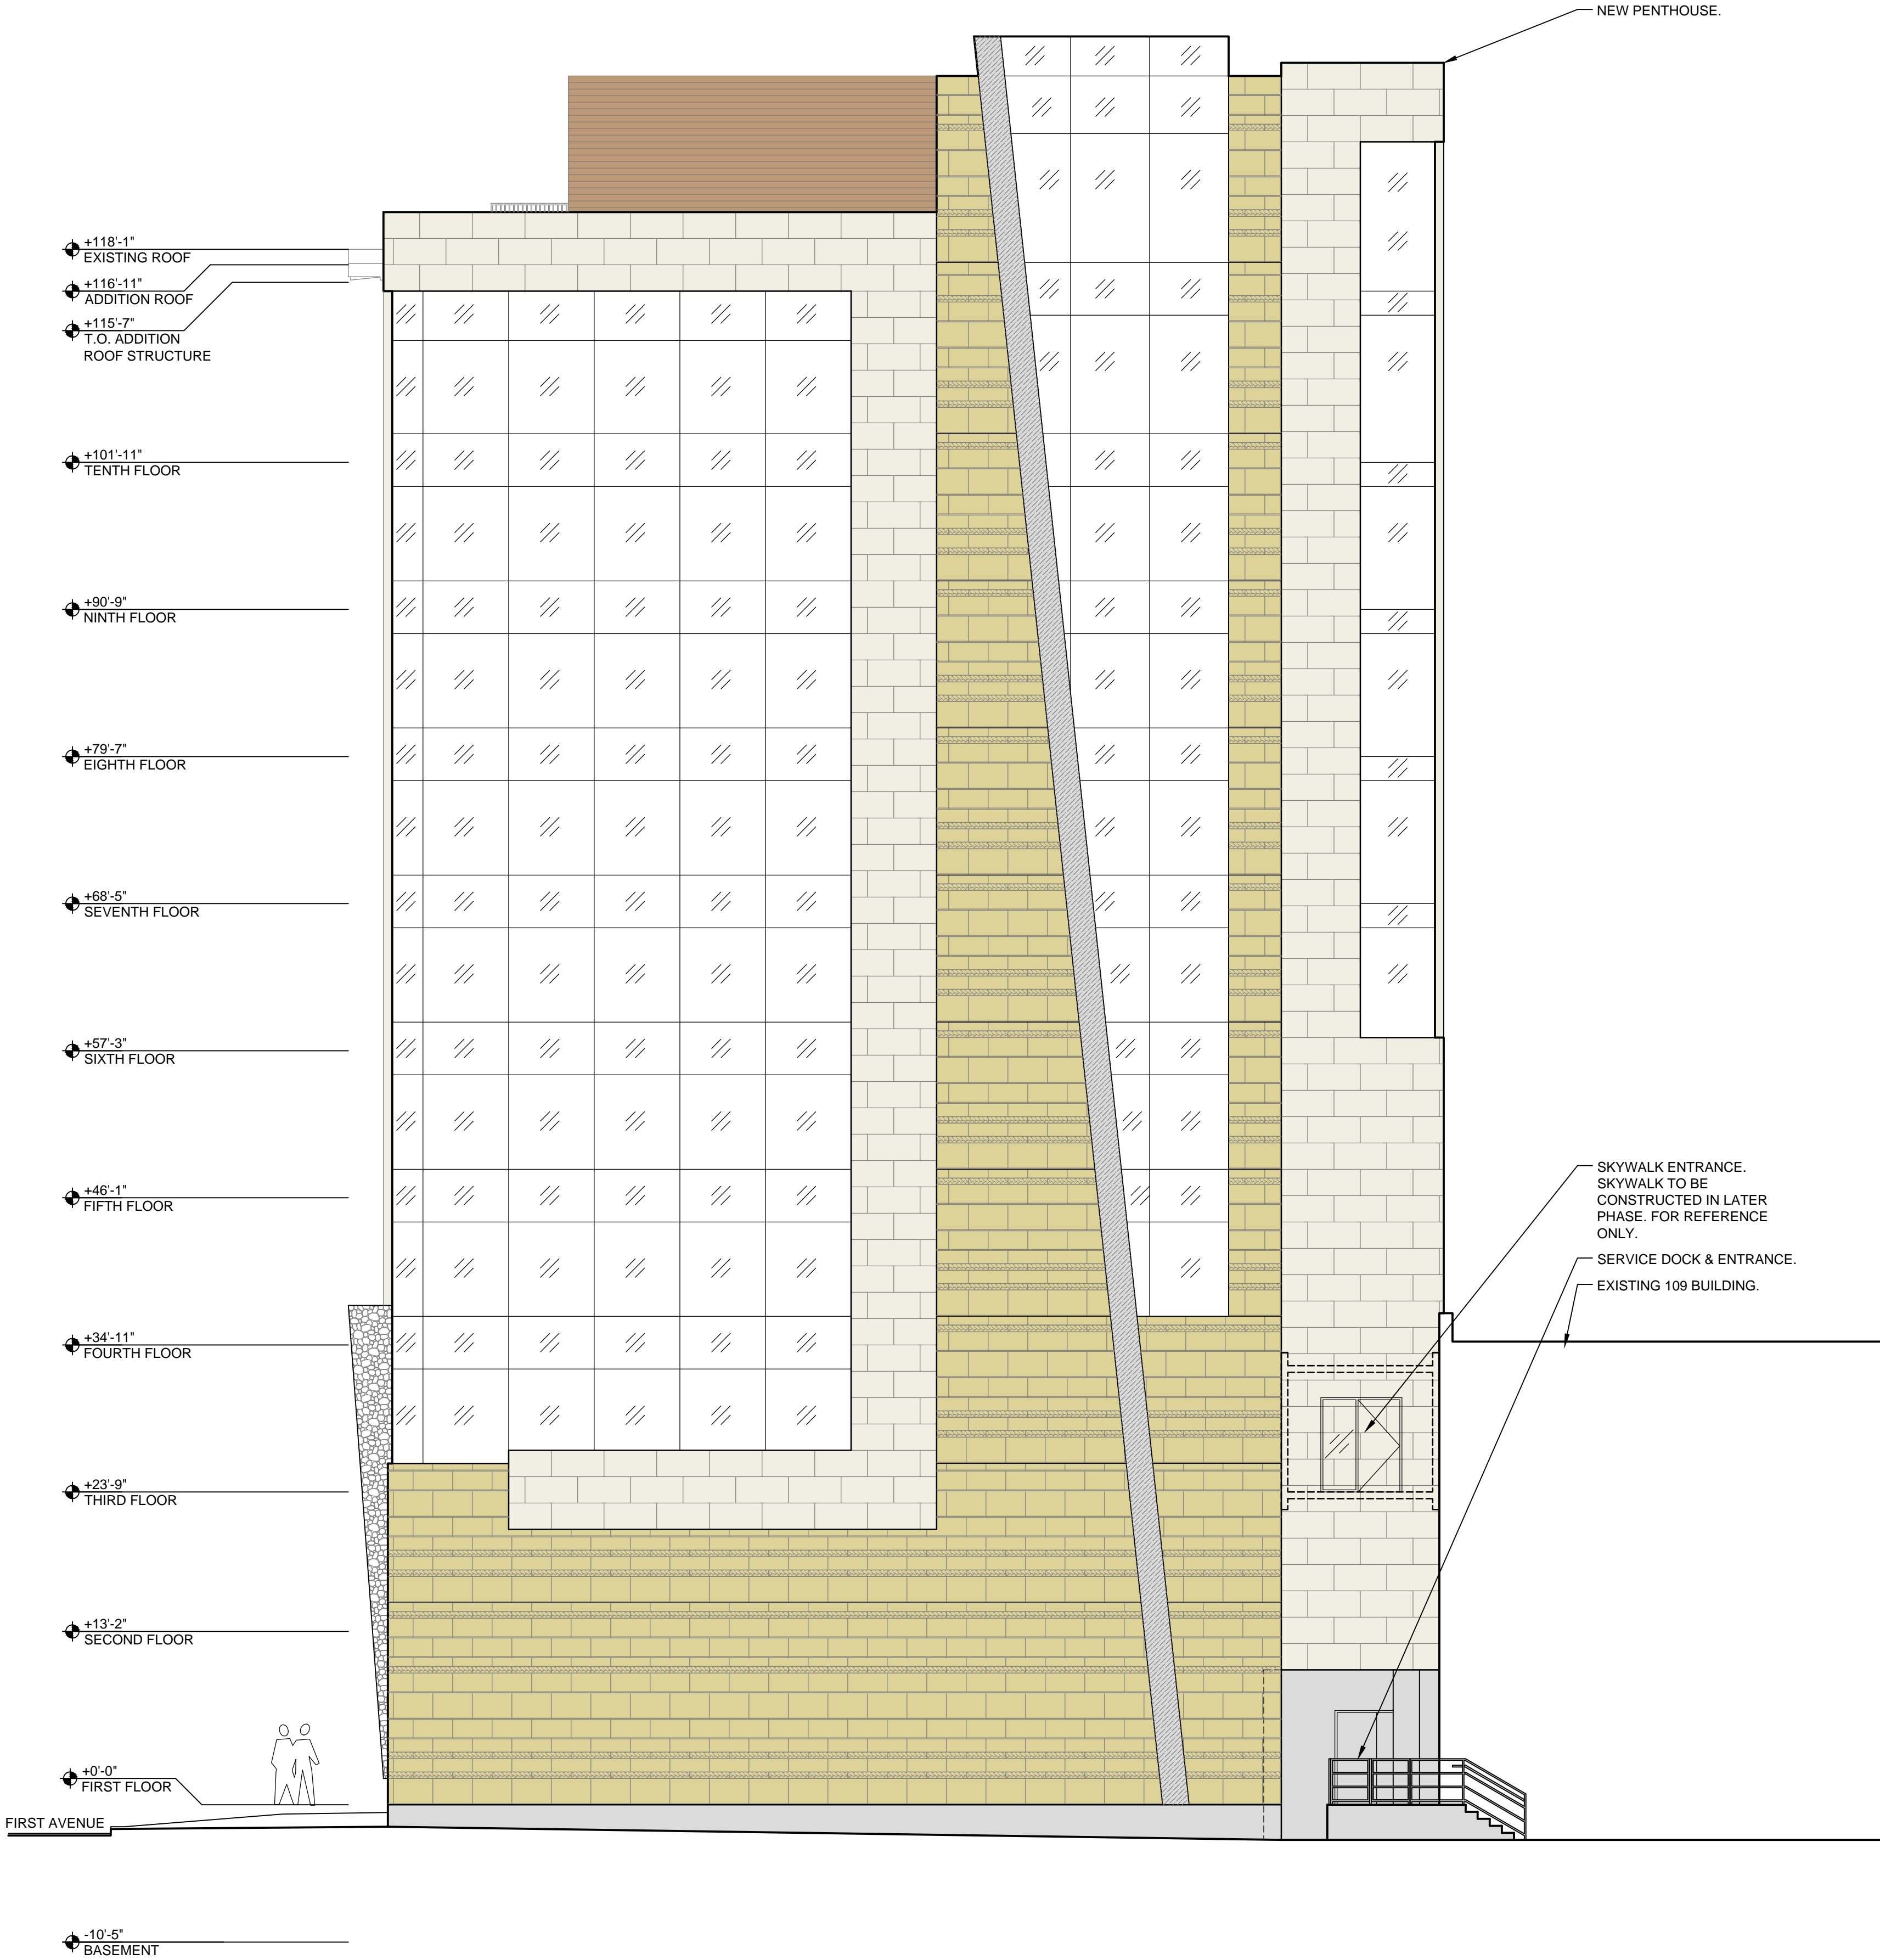 NEW PENTHOUSE.
+118'-1"
EXISTING ROOF
+116'-11"
ADDITION ROOF
+115'-7"
T.O. ADDITION
ROOF STRUCTURE
+101'-11"
TENTH FLOOR
+90'-9"
NINTH FLOOR
+79'-7"
EIGHTH FLOOR
+68'-5"
SEVENTH FLOOR
+57'-3"
SIXTH FLOOR
SKYWALK ENTRANCE.
SKYWALK TO BE
CONSTRUCTED IN LATER
PHASE. FOR REFERENCE
ONLY.
+46'-1"
FIFTH FLOOR
SERVICE DOCK & ENTRANCE.
EXISTING 109 BUILDING.
+34'-11"
FOURTH FLOOR
+23'-9"
THIRD FLOOR
+13'-2"
SECOND FLOOR
+0'-0"
FIRST FLOOR
FIRST AVENUE
-10'-5"
BASEMENT